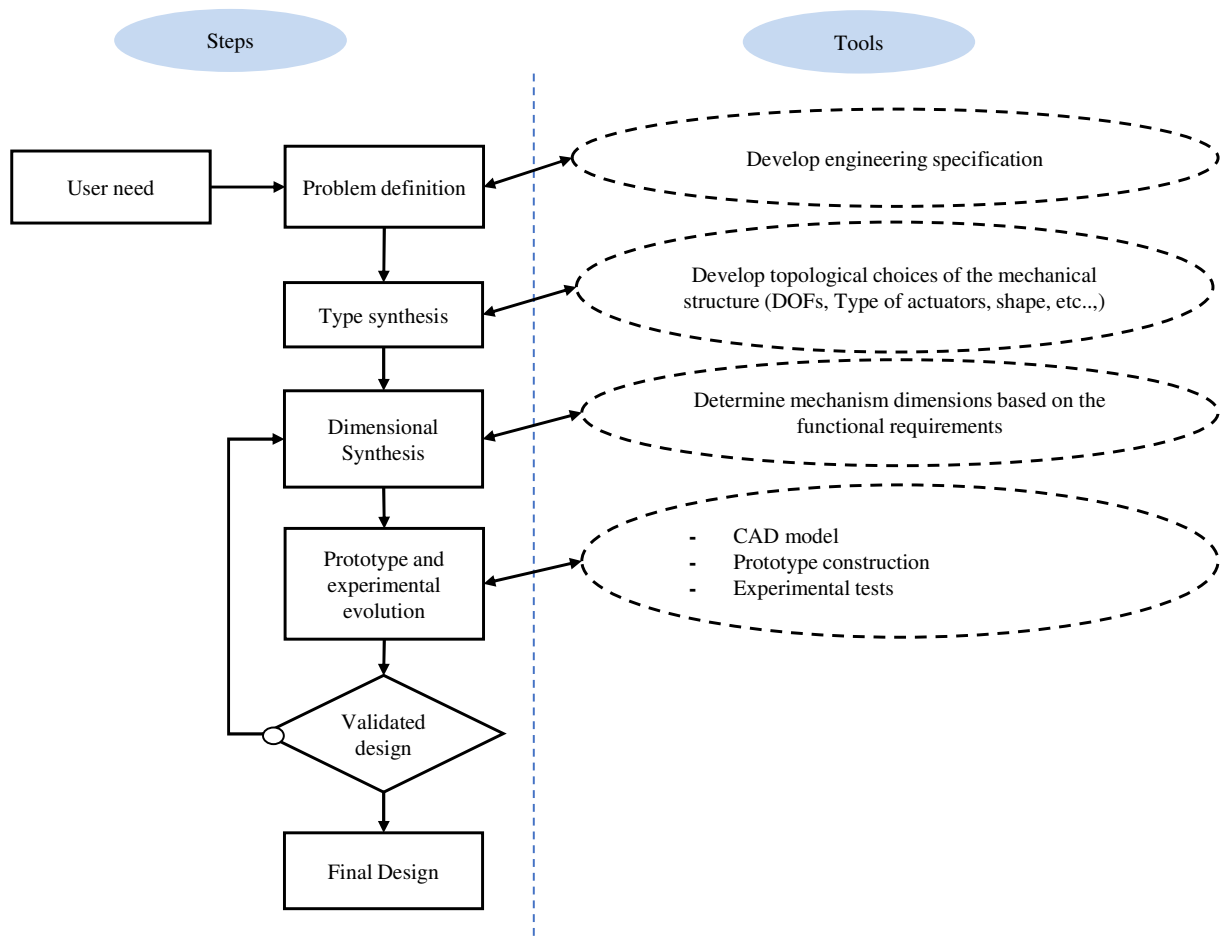 Steps
Tools
User need
Problem definition
Develop engineering specification
Type synthesis
Develop topological choices of the mechanical
structure (DOFs, Type of actuators, shape, etc..,)
Dimensional
Synthesis
Determine mechanism dimensions based on the
functional requirements
Prototype and
experimental
evolution
- CAD model
- Prototype construction
- Experimental tests
Validated
design
Final Design